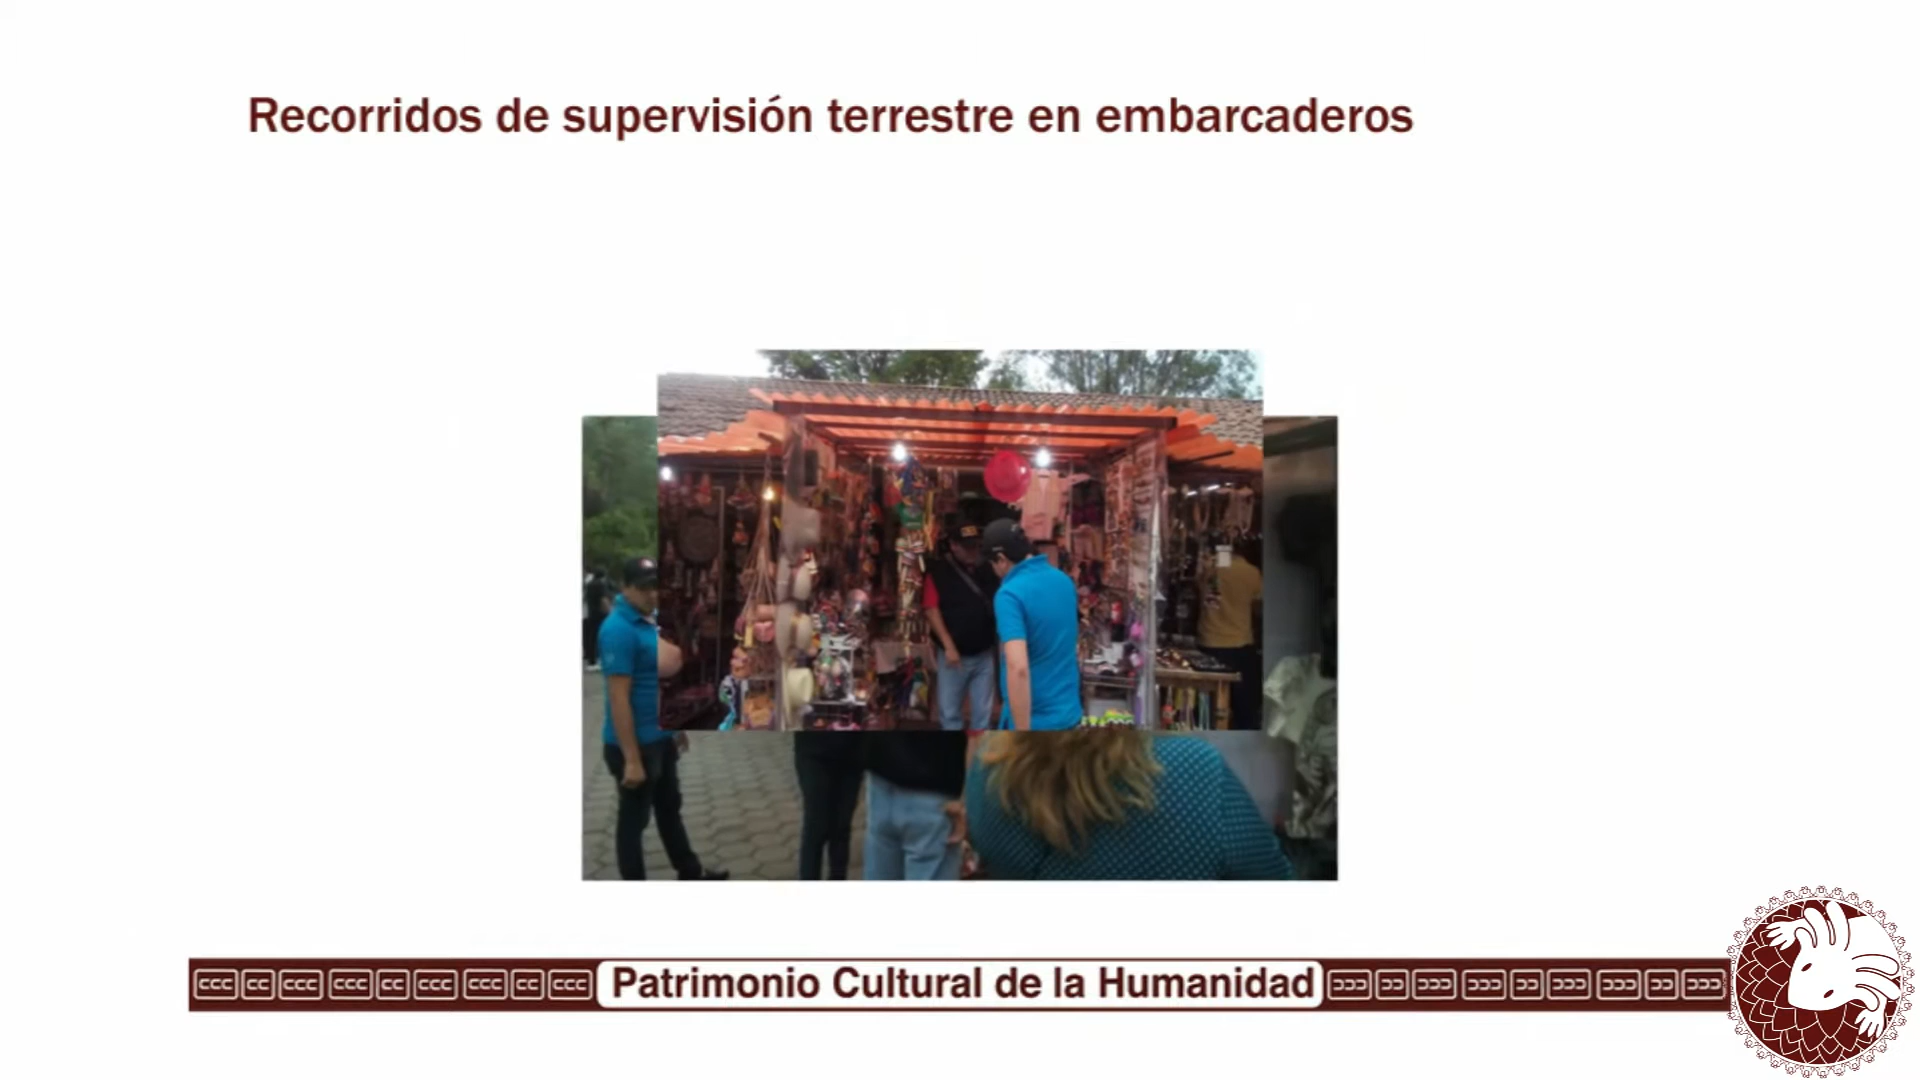 Recorridos de supervisión terrestre en embarcaderos
Patrimonio Cultural de la Humanidad